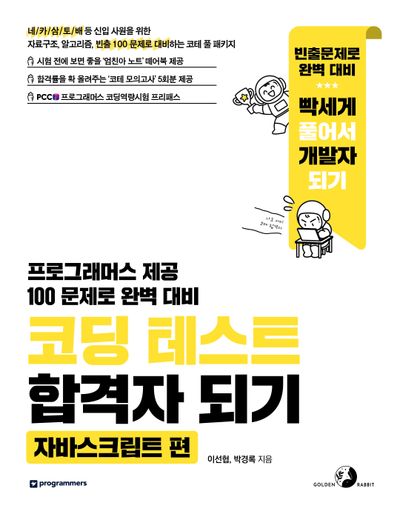 네/카/삼/토/배 등 신입 사원을 위한
자료구조, 알고리즘, 빈출 100 문제로 대비하는 코테 풀 패키지
시험 전에 보면 좋을 '엄친아 노트' 떼어북 제공
합격률을 확 올려주는 '코테 모의고사' 5회분 제공
PCC 프로그래머스 코딩역량시험 프리패스
빈출문제로
완벽 대비
★★★
빡세게
풀어서
개발자
되기
프로그래머스 제공
100 문제로 완벽 대비
코딩 테스트
합격자 되기
자바스크립트 편
이선협, 박경록 지음
programmers
GOLDEN RABBIT